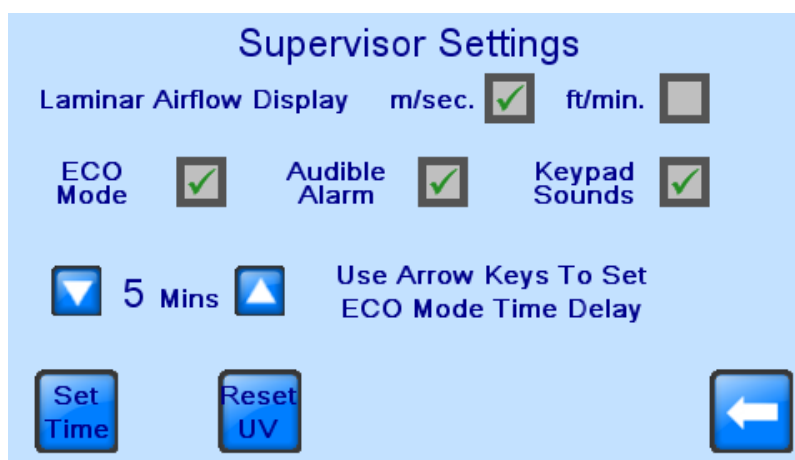 Supervisor Settings
Laminar Airflow Display m/sec. ft/min.
ECO Mode
Audible Alarm
Keypad Sounds
5 Mins
Use Arrow Keys To Set
ECO Mode Time Delay
Set Time
Reset UV